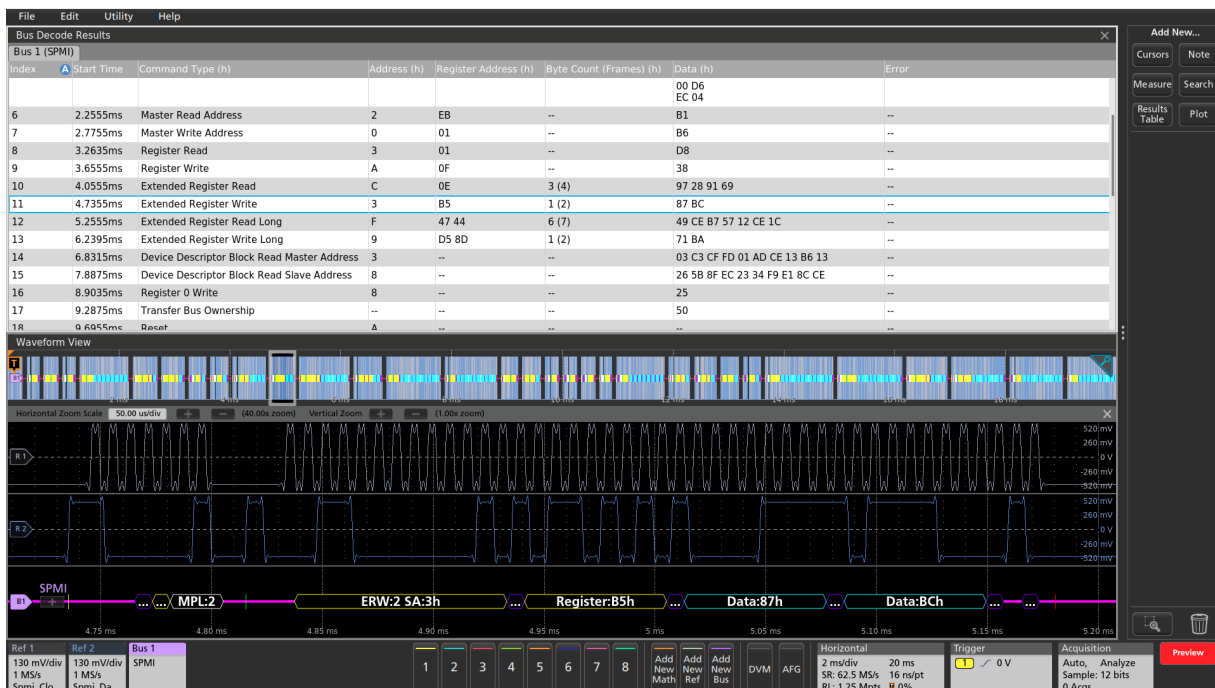 File Edit Utility Help
Bus Decode Results
Bus 1 (SPMI)
Index A Start Time Command Type (h) Address (h) Register Address (h) Byte Count (Frames) (h) Data (h) Error
00 D6
EC 04
6 2.2555ms Master Read Address 2 EB -- B1 --
7 2.7755ms Master Write Address 0 01 -- B6 --
8 3.2635ms Register Read 3 01 -- D8 --
9 3.6555ms Register Write A 0F -- 38 --
10 4.0555ms Extended Register Read C 0E 3 (4) 97 28 91 69 --
11 4.7355ms Extended Register Write 3 B5 1 (2) 87 BC --
12 5.2555ms Extended Register Read Long F 47 44 6 (7) 49 CE B7 57 12 CE 1C --
13 6.2395ms Extended Register Write Long 9 D5 8D 1 (2) 71 BA --
14 6.8315ms Device Descriptor Block Read Master Address 3 -- -- 03 C3 CF FD 01 AD CE 13 B6 13 --
15 7.8875ms Device Descriptor Block Read Slave Address 8 -- -- 26 5B 8F EC 23 34 F9 E1 8C CE --
16 8.9035ms Register 0 Write 8 -- -- 25 --
17 9.2875ms Transfer Bus Ownership -- -- -- 50 --
18 9.6955ms Reset A -- -- -- --
Add New...
Cursors Note
Measure Search
Results Table Plot
Waveform View
T
Horizontal Zoom Scale 50.00 us/div + − (40.00x zoom) Vertical Zoom + − (1.00x zoom)
R 1
520 mV
260 mV
0 V
-260 mV
-520 mV
R 2
520 mV
260 mV
0 V
-260 mV
-520 mV
SPMI
B1 ... ... MPL:2 ERW:2 SA:3h ... Register:B5h ... Data:87h ... Data:BCh ... ...
4.75 ms 4.80 ms 4.85 ms 4.90 ms 4.95 ms 5 ms 5.05 ms 5.10 ms 5.15 ms 5.20 ms
Ref 1
130 mV/div
1 MS/s
Spmi_Clo
Ref 2
130 mV/div
1 MS/s
Spmi_Da
Bus 1
SPMI
1 2 3 4 5 6 7 8
Add New Math
Add New Ref
Add New Bus
DVM AFG
Horizontal
2 ms/div 20 ms
SR: 62.5 MS/s 16 ns/pt
RL: 1.25 Mpts 0%
Trigger
1 0 V
Acquisition
Auto, Analyze
Sample: 12 bits
0 Acqs
Preview